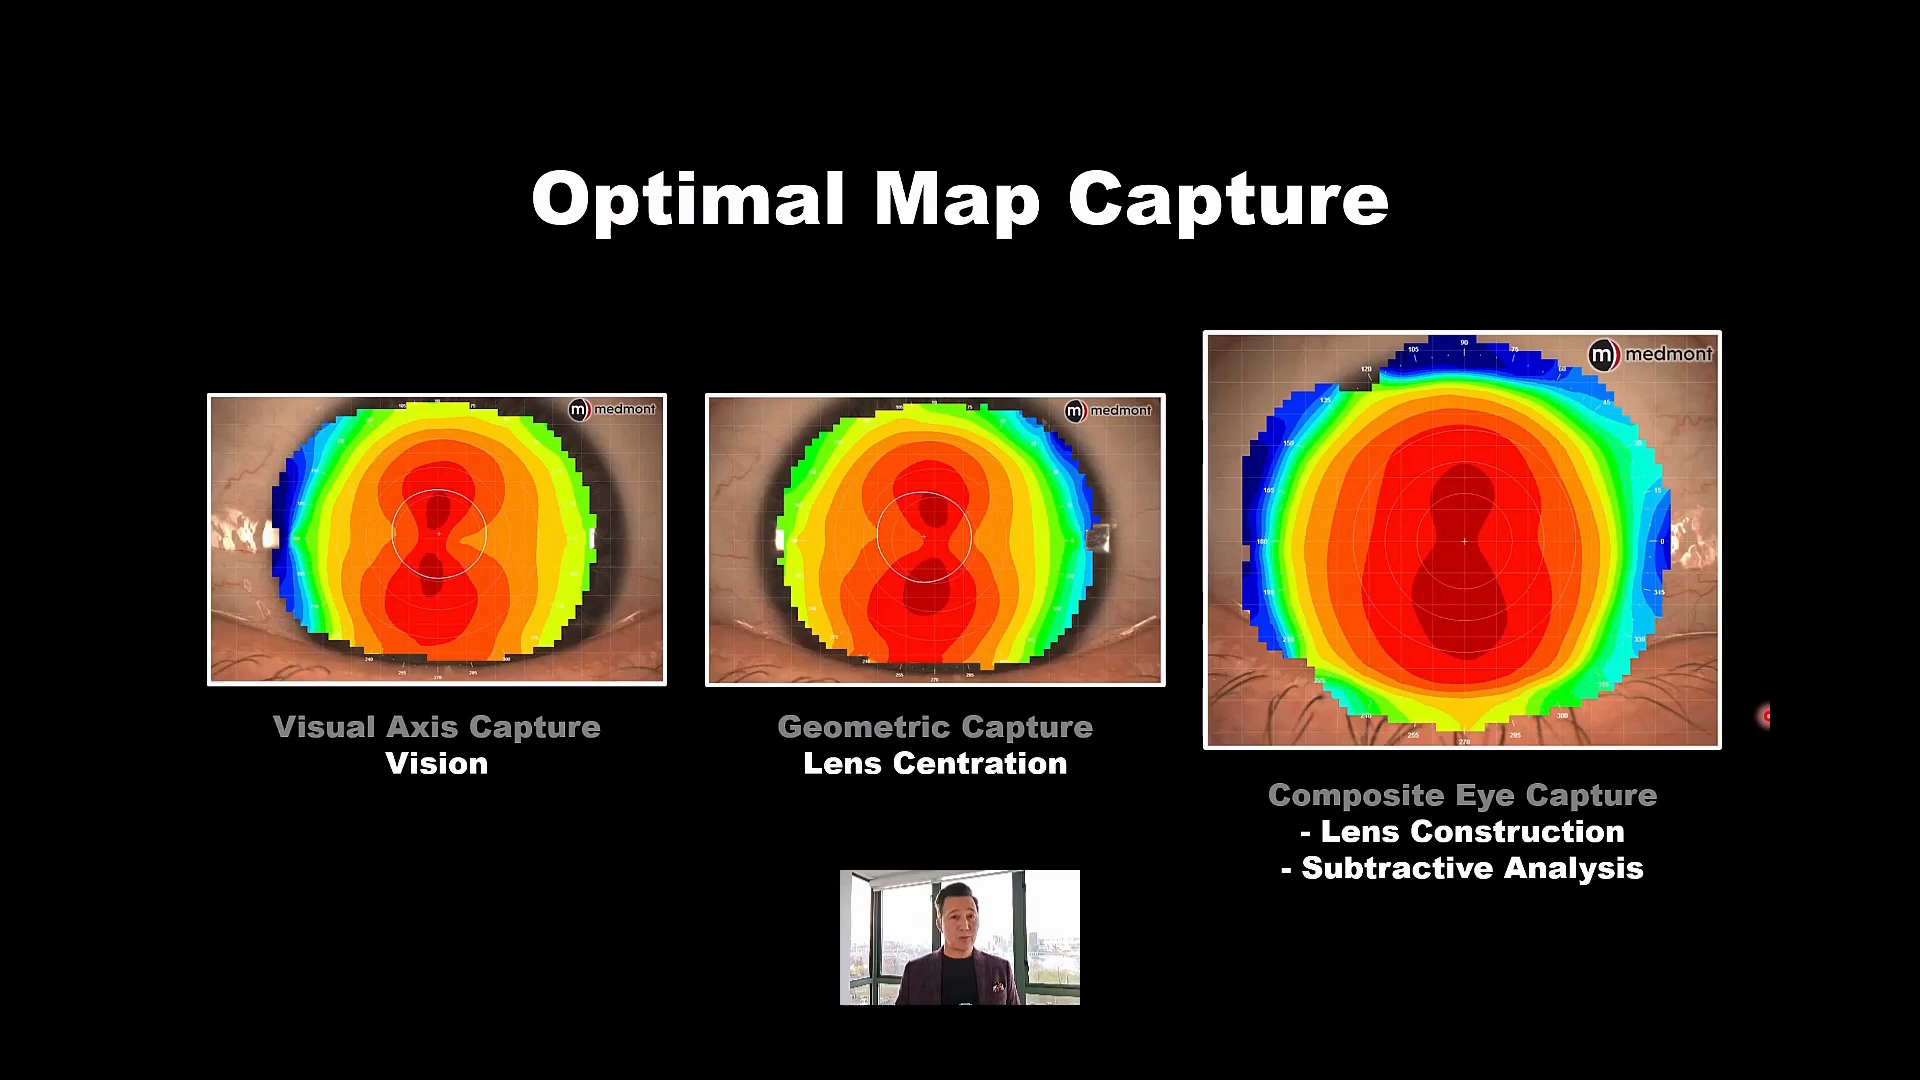 Optimal Map Capture
medmont
medmont
medmont
Visual Axis Capture
Vision
Geometric Capture
Lens Centration
Composite Eye Capture
- Lens Construction
- Subtractive Analysis